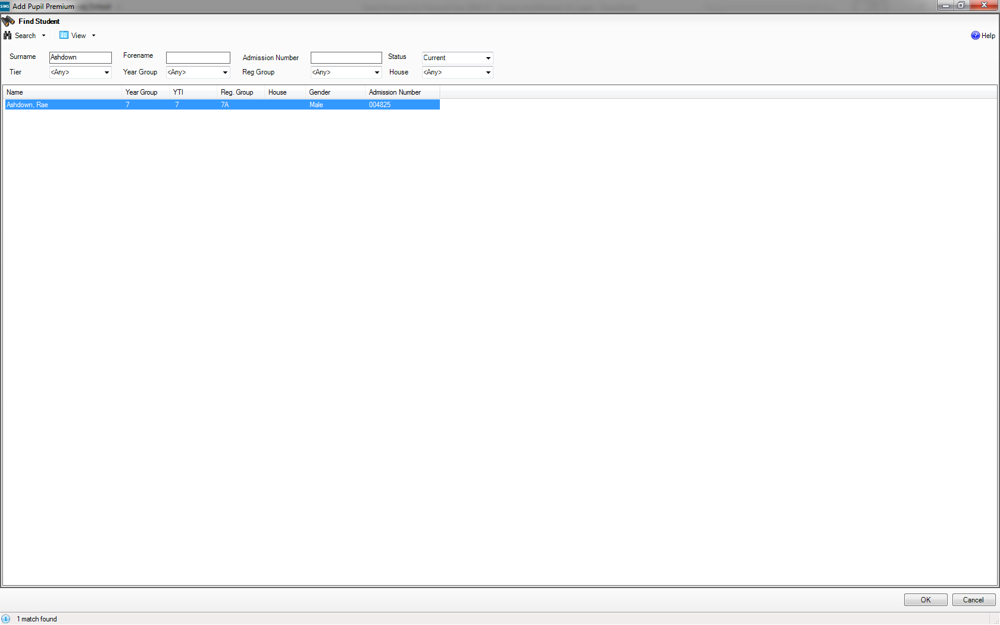 SIMS Add Pupil Premium
Find Student
Search View Help
Surname Ashdown Forename Admission Number Status Current
Tier <Any> Year Group <Any> Reg Group <Any> House <Any>
Name Year Group YTI Reg. Group House Gender Admission Number
Ashdown, Rae 7 7 7A Male 004825
OK Cancel
1 match found